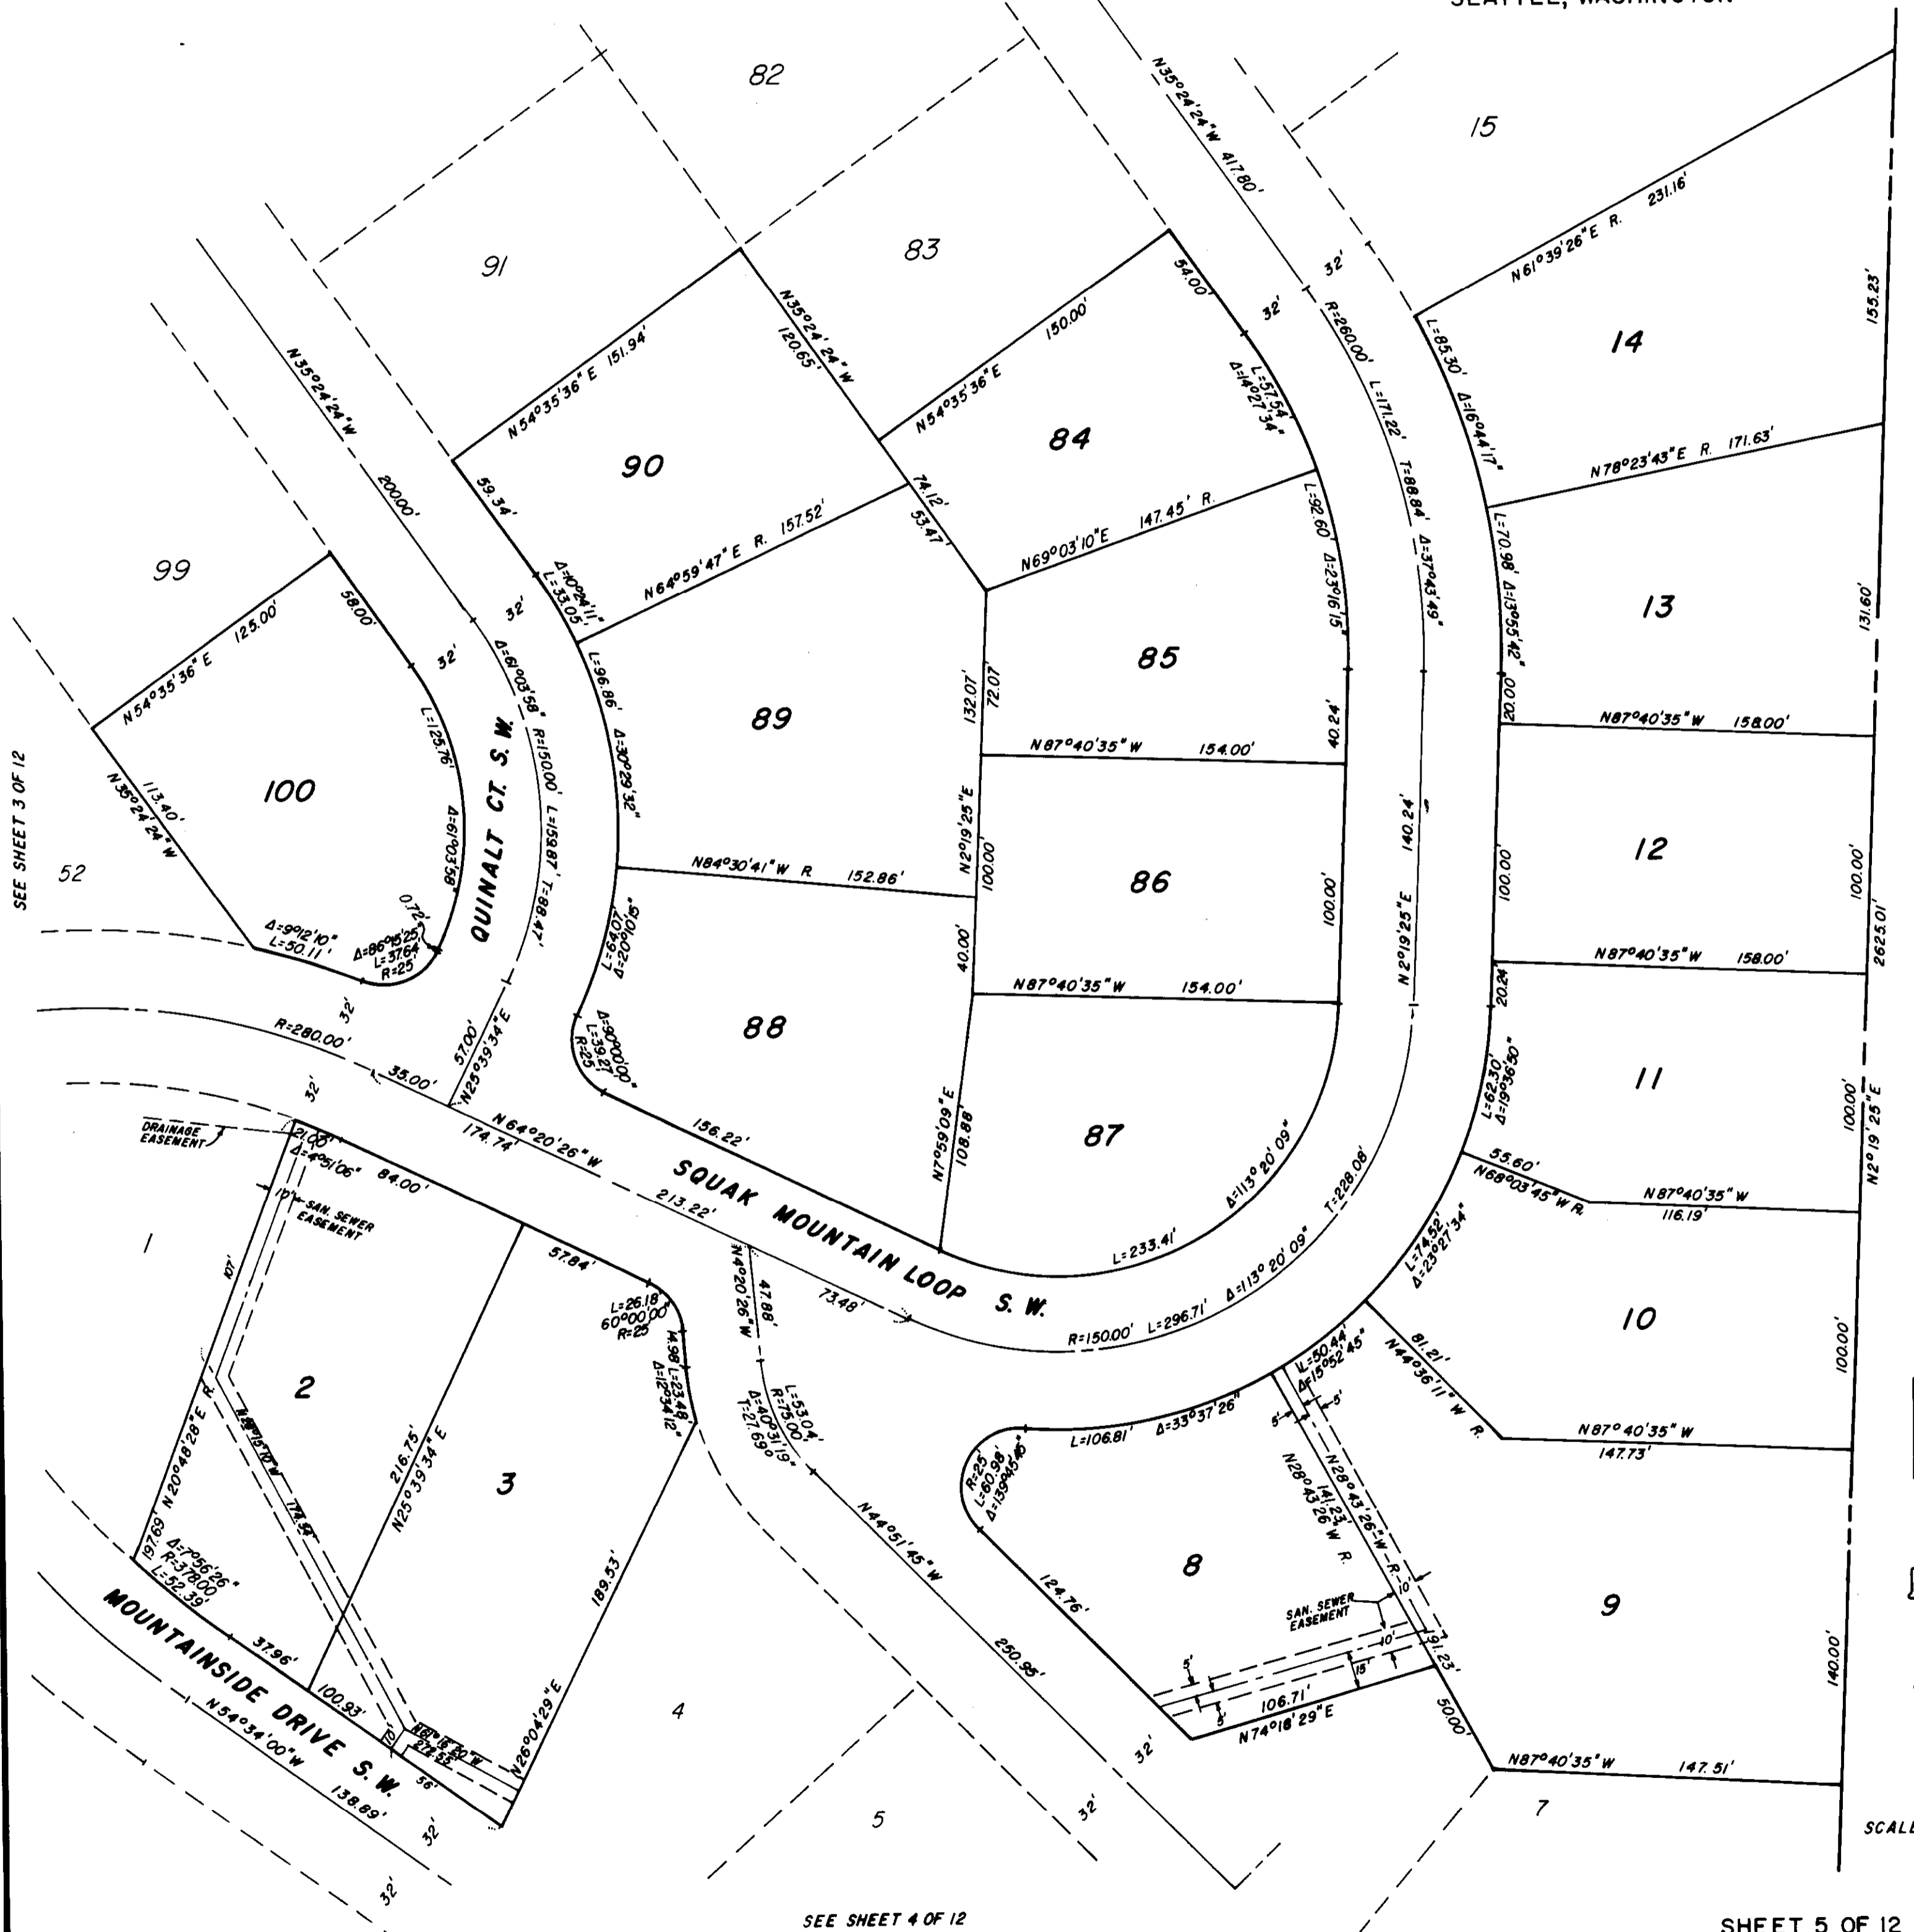 82
15
N35°24'24"W 417.80'
91
83
N61°39'26"E R. 231.16'
32'
32'
54.00'
155.23'
N35°24'24"W
120.65'
N54°35'36"E 151.94'
150.00'
N54°35'36"E
R=260.00' L=171.22' T=88.84' Δ=37°43'49"
L=85.30' Δ=16°44'17"
14
N35°24'24"W
200.00'
L=57.54'
Δ=14°27'34"
84
90
N78°23'43"E R. 171.63'
59.34'
74.12'
53.47'
N64°59'47"E R. 157.52'
147.45' R.
N69°03'10"E
L=92.60' Δ=23°16'15"
L=70.98' Δ=13°55'42"
99
58.00'
125.00'
N54°35'36"E
Δ=10°24'11"
L=33.05'
32'
32'
13
131.60'
85
Δ=61°03'58" R=150.00' L=159.87' T=88.47'
L=96.86' Δ=30°29'32"
89
132.07'
72.07'
20.00'
N87°40'35"W 158.00'
40.24'
N87°40'35"W 154.00'
L=125.76' Δ=61°03'58"
QUINALT CT. S.W.
SEE SHEET 3 OF 12
100
113.40'
N35°24'24"W
140.24'
N2°19'25"E
N2°19'25"E
100.00'
12
52
N84°30'41"W R 152.86'
86
100.00'
100.00'
100.00'
2625.01'
0.72'
Δ=86°15'25"
L=37.64'
R=25'
Δ=9°12'10"
L=50.11'
L=64.07'
Δ=20°10'15"
40.00'
N87°40'35"W 158.00'
20.24'
N87°40'35"W 154.00'
32'
R=280.00'
57.00'
N25°39'34"E
Δ=90°00'00"
L=39.27'
R=25'
88
35.00'
11
L=62.30'
Δ=19°36'50"
100.00'
N2°19'25"E
32'
N64°20'26"W
174.74'
156.22'
N7°59'09"E
108.88'
87
DRAINAGE
EASEMENT
21.00'
Δ=4°51'06"
84.00'
SQUAK MOUNTAIN LOOP S.W.
213.22'
Δ=113°20'09"
L=233.41'
55.60'
N68°03'45"W R.
N87°40'35"W
116.19'
T=228.08'
10'
SAN. SEWER
EASEMENT
1
107'
57.84'
73.48'
R=150.00' L=296.71' Δ=113°20'09"
L=74.52'
Δ=23°27'34"
10
100.00'
N4°20'26"W
47.88'
L=26.18'
60°00'00"
R=25'
14.98'
L=23.48'
Δ=12°34'12"
L=50.44'
Δ=15°52'45"
81.21'
N44°36'11"W R.
2
N20°48'28"E R.
197.69'
L=53.04'
R=75.00'
Δ=40°31'19"
T=27.69'
L=106.81' Δ=33°37'26"
5'
5'
N87°40'35"W
147.73'
216.75'
N25°39'34"E
3
R=25'
L=60.98'
Δ=139°45'45"
N28°43'26"W R.
141.23'
N28°43'26"W R.
774.54'
N44°51'45"W
250.95'
8
9
Δ=7°56'26"
R=378.00'
L=52.39'
189.53'
124.76'
SAN. SEWER
EASEMENT
10'
10'
191.23'
140.00'
MOUNTAINSIDE DRIVE S.W.
37.96'
100.93'
N54°34'00"W
138.89'
10'
272.55'
56'
N26°04'29"E
4
5'
5'
15'
106.71'
N74°18'29"E
50.00'
N87°40'35"W 147.51'
32'
32'
32'
32'
5
7
SEE SHEET 4 OF 12
SHEET 5 OF 12